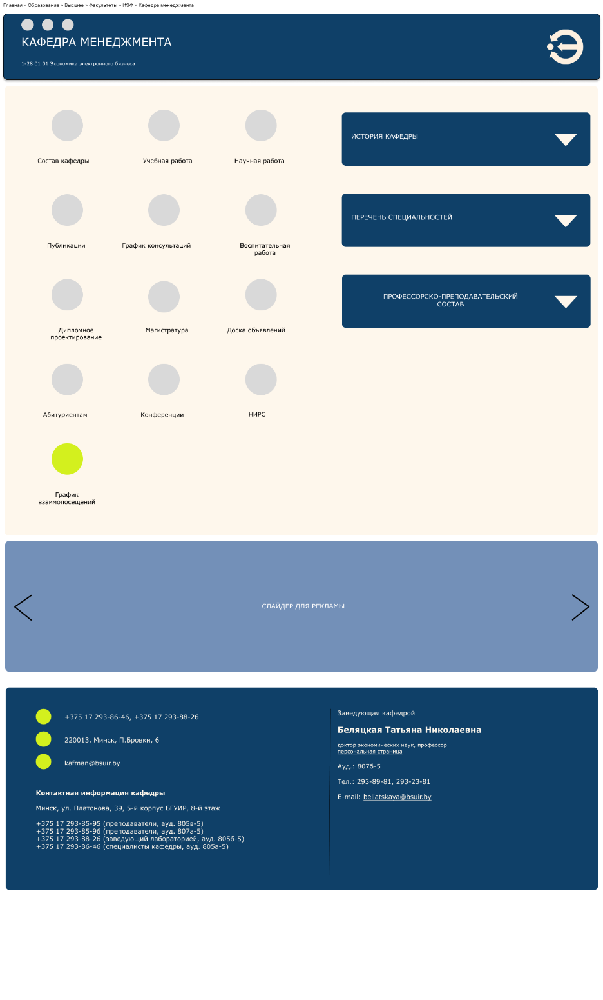 Главная » Образование » Высшее » Факультеты » ИЭФ » Кафедра менеджмента
КАФЕДРА МЕНЕДЖМЕНТА
1-28 01 01 Экономика электронного бизнеса
Состав кафедры
Учебная работа
Научная работа
Публикации
График консультаций
Воспитательная
работа
Дипломное
проектирование
Магистратура
Доска объявлений
Абитуриентам
Конференции
НИРС
График
взаимопосещений
ИСТОРИЯ КАФЕДРЫ
ПЕРЕЧЕНЬ СПЕЦИАЛЬНОСТЕЙ
ПРОФЕССОРСКО-ПРЕПОДАВАТЕЛЬСКИЙ
СОСТАВ
СЛАЙДЕР ДЛЯ РЕКЛАМЫ
+375 17 293-86-46, +375 17 293-88-26
220013, Минск, П.Бровки, 6
kafman@bsuir.by
Контактная информация кафедры
Минск, ул. Платонова, 39, 5-й корпус БГУИР, 8-й этаж
+375 17 293-85-95 (преподаватели, ауд. 805в-5)
+375 17 293-85-96 (преподаватели, ауд. 807а-5)
+375 17 293-88-26 (заведующий лабораторией, ауд. 805б-5)
+375 17 293-86-46 (специалисты кафедры, ауд. 805а-5)
Заведующая кафедрой
Беляцкая Татьяна Николаевна
доктор экономических наук, профессор
персональная страница
Ауд.: 807б-5
Тел.: 293-89-81, 293-23-81
E-mail: beliatskaya@bsuir.by